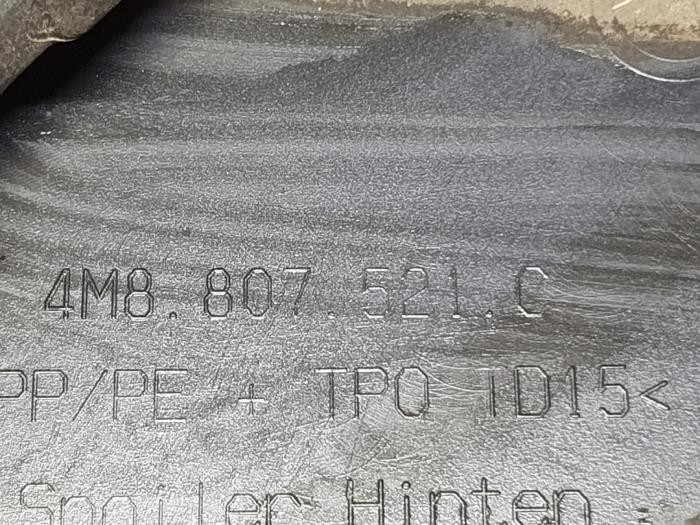 4M8.807.521.C
PP/PE + TPO TD15<
Spoiler Hinten